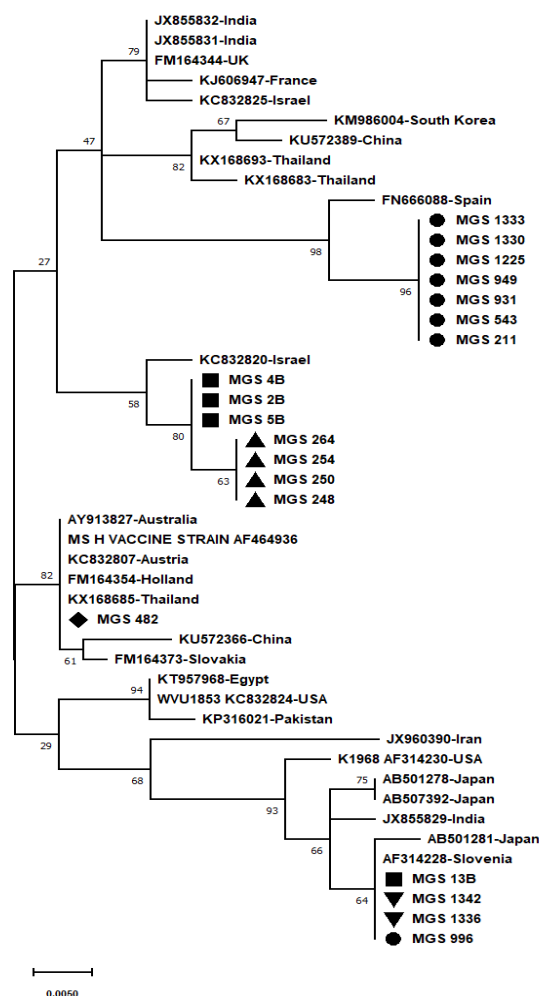 JX855832-India
JX855831-India
79
FM164344-UK
KJ606947-France
KC832825-Israel
67
KM986004-South Korea
47
KU572389-China
82
KX168693-Thailand
KX168683-Thailand
FN666088-Spain
MGS 1333
98
MGS 1330
27
MGS 1225
MGS 949
96
MGS 931
MGS 543
MGS 211
KC832820-Israel
MGS 4B
58
MGS 2B
MGS 5B
80
MGS 264
MGS 254
63
MGS 250
MGS 248
AY913827-Australia
MS H VACCINE STRAIN AF464936
KC832807-Austria
82
FM164354-Holland
KX168685-Thailand
MGS 482
KU572366-China
61
FM164373-Slovakia
KT957968-Egypt
94
WVU1853 KC832824-USA
KP316021-Pakistan
29
JX960390-Iran
K1968 AF314230-USA
68
75
AB501278-Japan
AB507392-Japan
93
JX855829-India
66
AB501281-Japan
AF314228-Slovenia
MGS 13B
64
MGS 1342
MGS 1336
MGS 996
0.0050